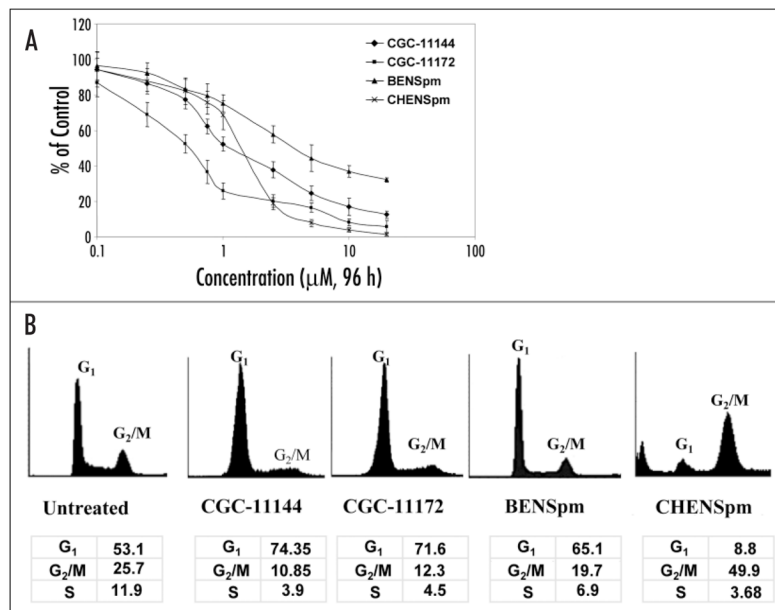 A
CGC-11144
CGC-11172
BENSpm
CHENSpm
% of Control
120
100
80
60
40
20
0
0.1 1 10 100
Concentration (μM, 96 h)
B
G₁ G₂/M
G₁ G₂/M
G₁ G₂/M
G₁ G₂/M
G₁ G₂/M
Untreated CGC-11144 CGC-11172 BENSpm CHENSpm
G₁ 53.1 G₁ 74.35 G₁ 71.6 G₁ 65.1 G₁ 8.8
G₂/M 25.7 G₂/M 10.85 G₂/M 12.3 G₂/M 19.7 G₂/M 49.9
S 11.9 S 3.9 S 4.5 S 6.9 S 3.68